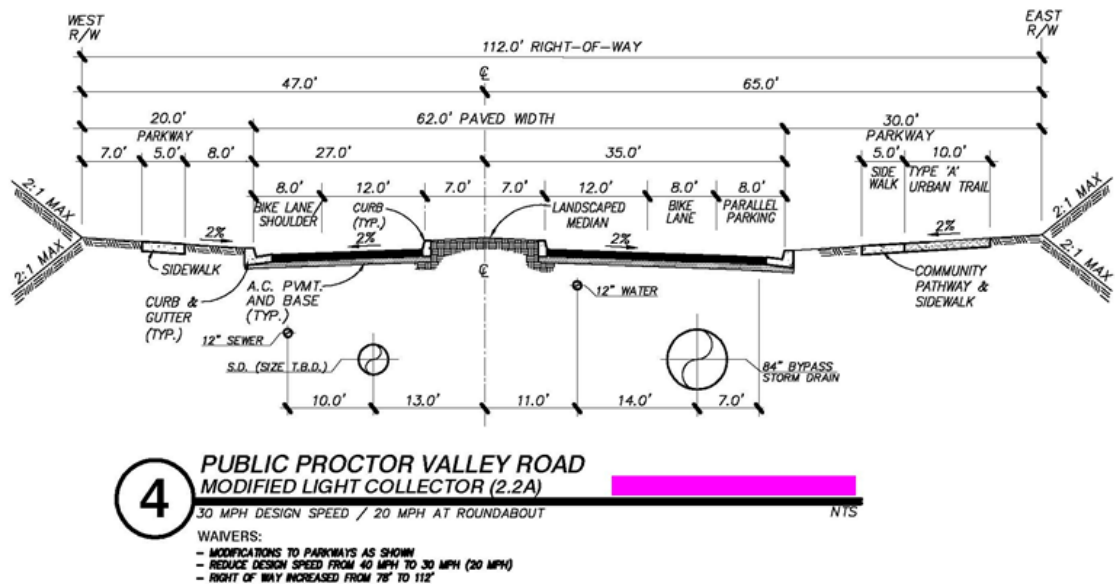 WEST
R/W
EAST
R/W
112.0' RIGHT-OF-WAY
℄
47.0'
65.0'
20.0'
PARKWAY
62.0' PAVED WIDTH
30.0'
PARKWAY
7.0'
5.0'
8.0'
27.0'
35.0'
5.0'
SIDE
WALK
10.0'
TYPE 'A'
URBAN TRAIL
8.0'
BIKE LANE
SHOULDER
12.0'
7.0'
7.0'
12.0'
8.0'
BIKE
LANE
8.0'
PARALLEL
PARKING
CURB
(TYP.)
LANDSCAPED
MEDIAN
2:1 MAX
2:1 MAX
2%
2%
2%
2%
2:1 MAX
2:1 MAX
SIDEWALK
CURB &
GUTTER
(TYP.)
A.C. PVMT.
AND BASE
(TYP.)
℄
12" WATER
COMMUNITY
PATHWAY &
SIDEWALK
12" SEWER
S.D. (SIZE T.B.D.)
84" BYPASS
STORM DRAIN
10.0'
13.0'
11.0'
14.0'
7.0'
4
PUBLIC PROCTOR VALLEY ROAD
MODIFIED LIGHT COLLECTOR (2.2A)
30 MPH DESIGN SPEED / 20 MPH AT ROUNDABOUT
NTS
WAIVERS:
- MODIFICATIONS TO PARKWAYS AS SHOWN
- REDUCE DESIGN SPEED FROM 40 MPH TO 30 MPH (20 MPH)
- RIGHT OF WAY INCREASED FROM 78' TO 112'